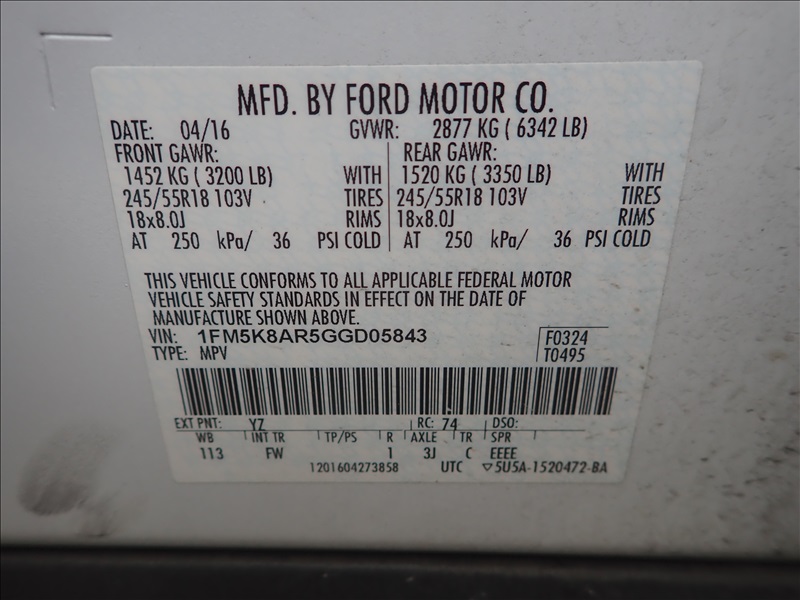 MFD. BY FORD MOTOR CO.
DATE: 04/16 GVWR: 2877 KG ( 6342 LB)
FRONT GAWR: REAR GAWR:
1452 KG ( 3200 LB) WITH 1520 KG ( 3350 LB) WITH
245/55R18 103V TIRES 245/55R18 103V TIRES
18x8.0J RIMS 18x8.0J RIMS
AT 250 kPa/ 36 PSI COLD AT 250 kPa/ 36 PSI COLD
THIS VEHICLE CONFORMS TO ALL APPLICABLE FEDERAL MOTOR
VEHICLE SAFETY STANDARDS IN EFFECT ON THE DATE OF
MANUFACTURE SHOWN ABOVE.
VIN: 1FM5K8AR5GGD05843 F0324
TYPE: MPV T0495
EXT PNT: YZ RC: 74 DSO:
WB INT TR TP/PS R AXLE TR SPR
113 FW 1 3J C EEEE
1201604273858 UTC ▽5U5A-1520472-BA